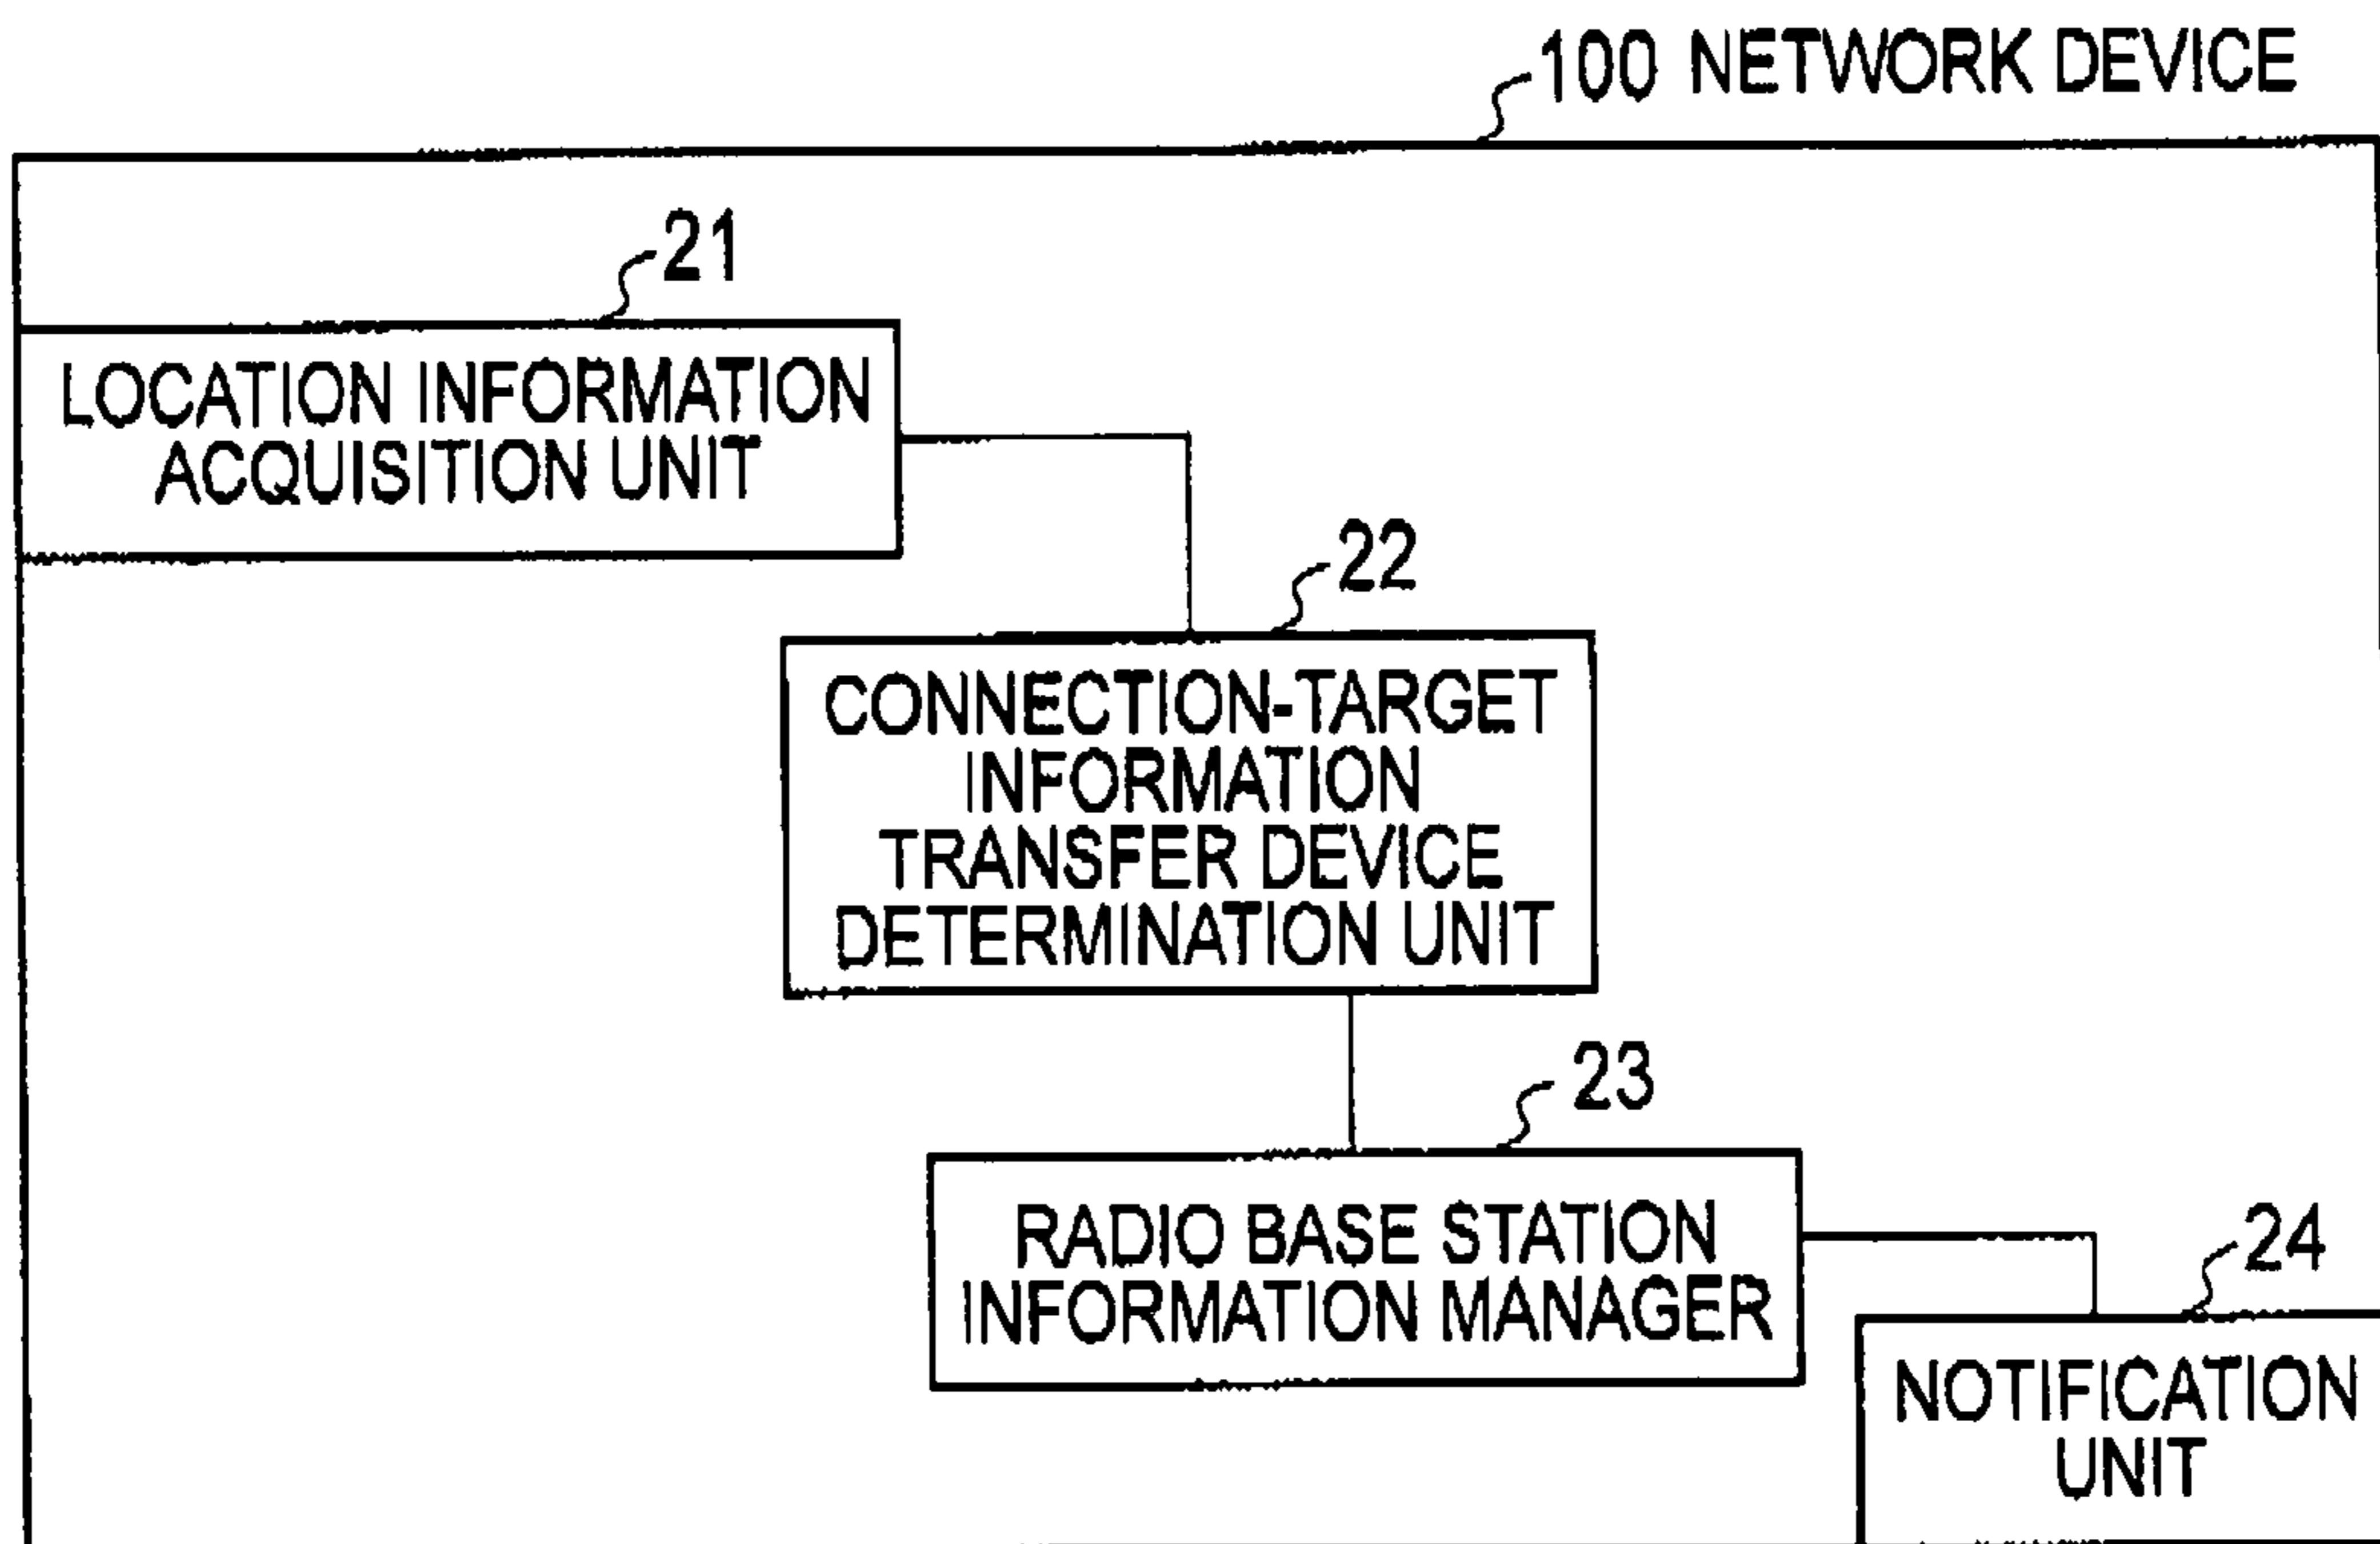 100 NETWORK DEVICE
21
LOCATION INFORMATION
ACQUISITION UNIT
22
CONNECTION-TARGET
INFORMATION
TRANSFER DEVICE
DETERMINATION UNIT
23
RADIO BASE STATION
INFORMATION MANAGER
24
NOTIFICATION
UNIT